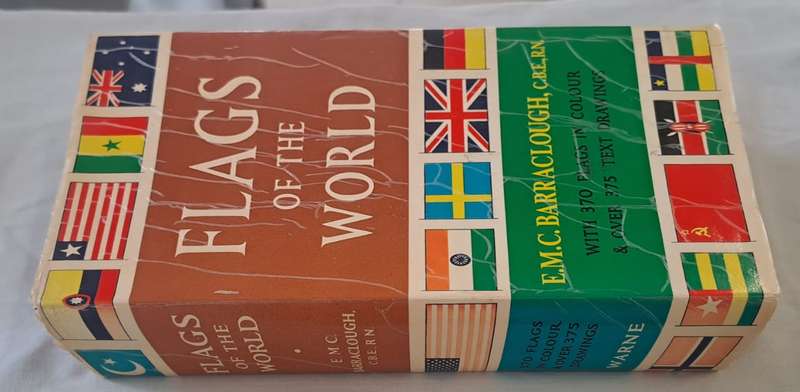 FLAGS
OF THE
WORLD
E.M.C. BARRACLOUGH, C.B.E., R.N.
WITH 370 FLAGS IN COLOUR
& OVER 375 TEXT DRAWINGS
FLAGS
OF THE
WORLD
•
E M C.
BARRACLOUGH,
C.B.E. R.N.
370 FLAGS
IN COLOUR
& OVER 375
DRAWINGS
WARNE